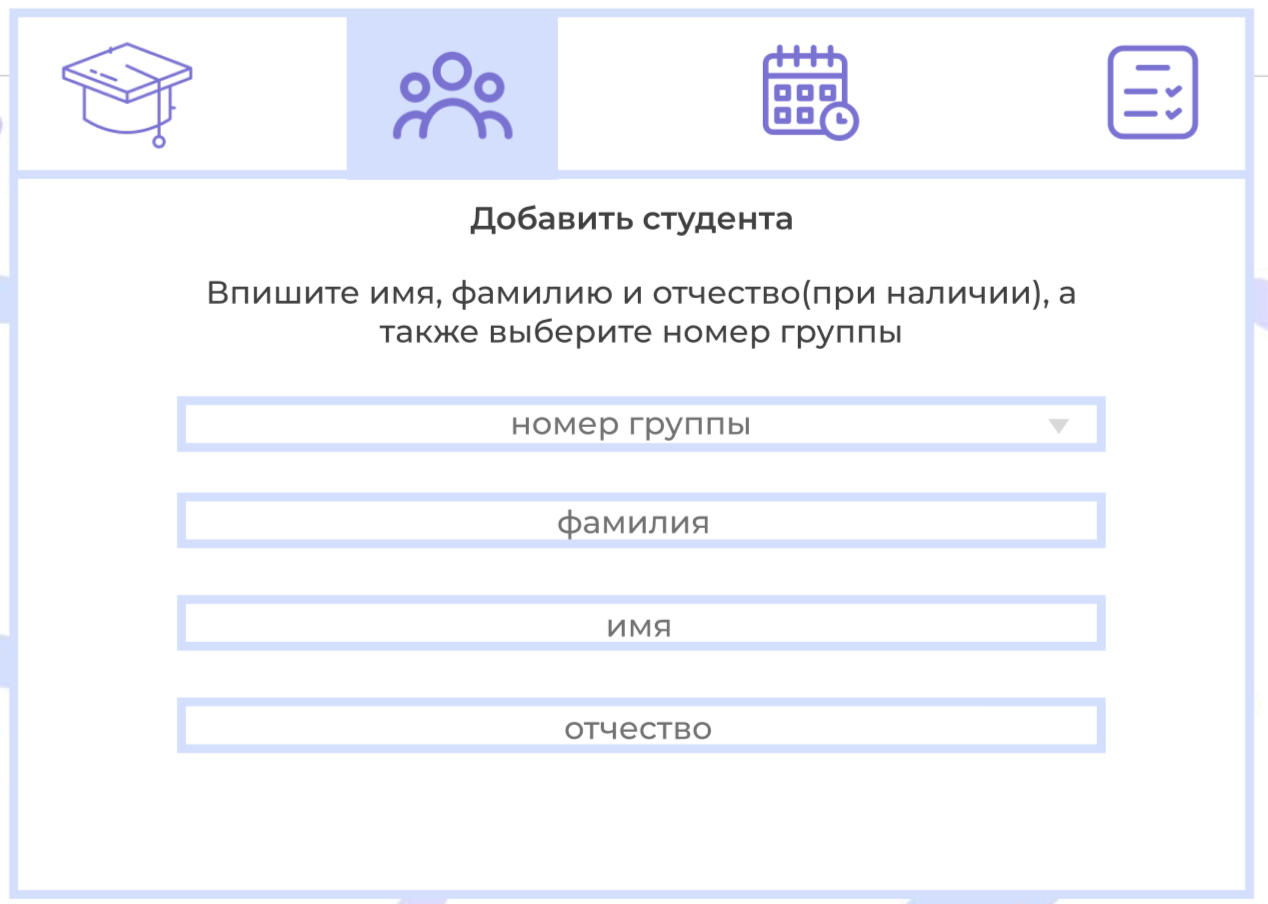 Добавить студента
Впишите имя, фамилию и отчество(при наличии), а
также выберите номер группы
номер группы
фамилия
имя
отчество